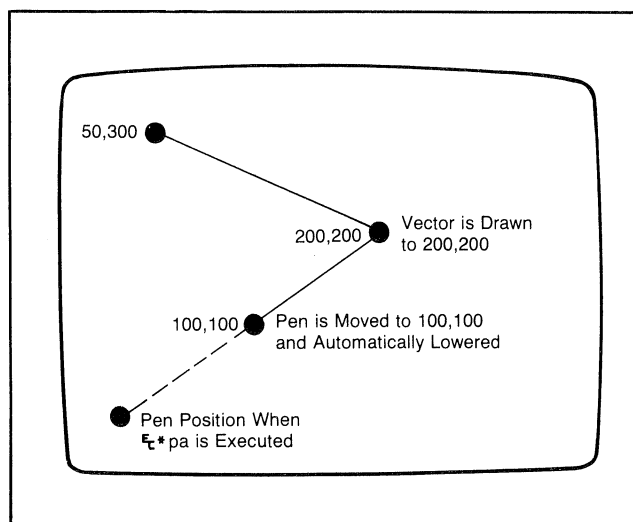 50,300
200,200
Vector is Drawn
to 200,200
100,100
Pen is Moved to 100,100
and Automatically Lowered
Pen Position When
E꜀* pa is Executed